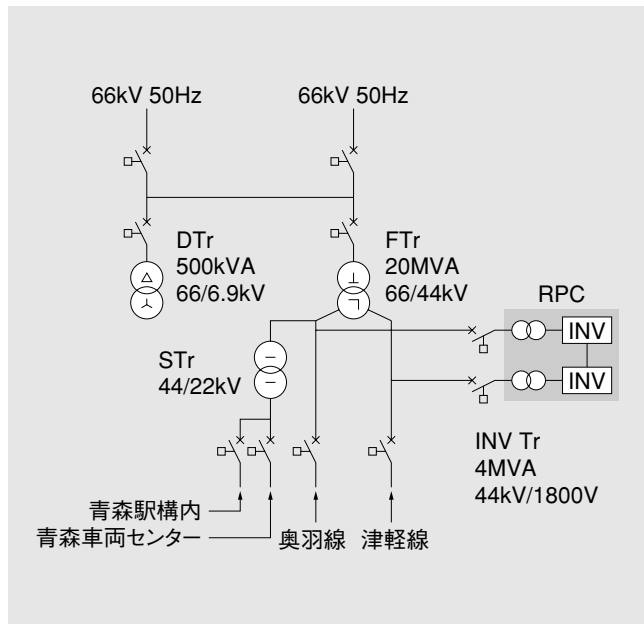 66kV 50Hz
66kV 50Hz
DTr
500kVA
66/6.9kV
FTr
20MVA
66/44kV
RPC
INV
INV
STr
44/22kV
INV Tr
4MVA
44kV/1800V
青森駅構内
青森車両センター
奥羽線
津軽線